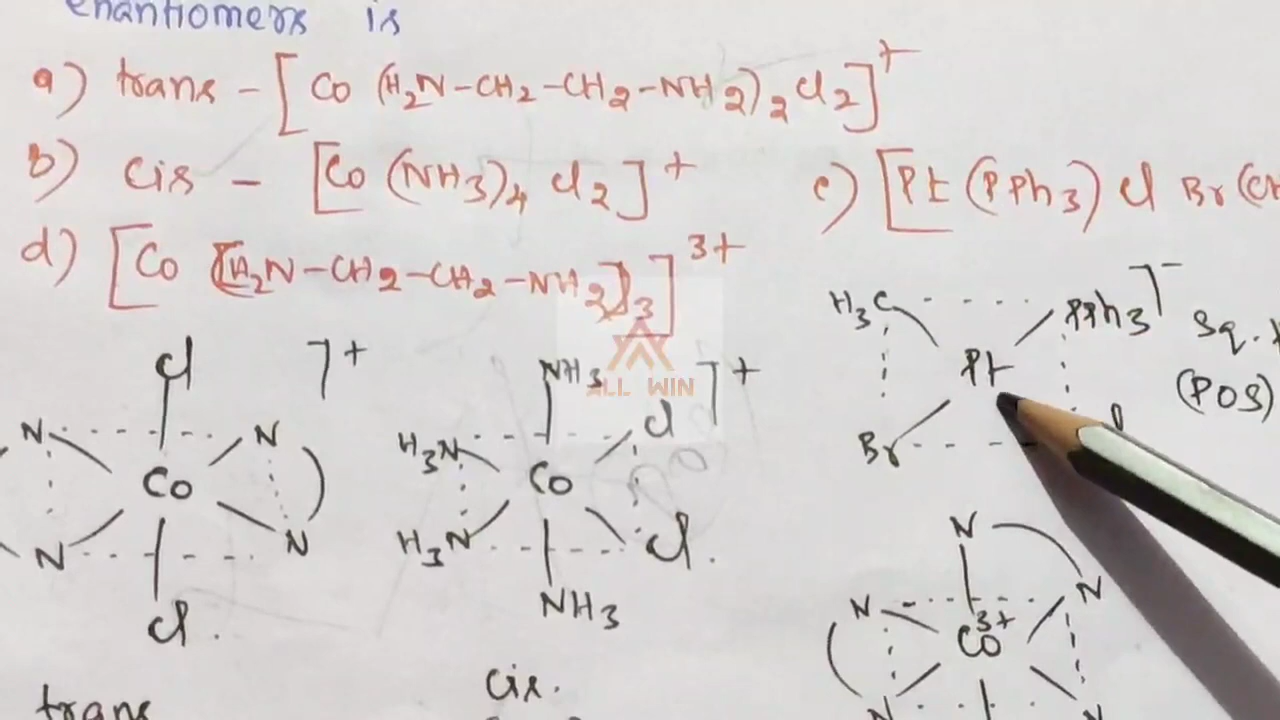 enantiomers is
a) trans - [Co (H2N-CH2-CH2-NH2)2 Cl2]+
b) cis - [Co (NH3)4 Cl2]+
c) [Pt (PPh3) Cl Br
d) [Co (H2N-CH2-CH2-NH2)3]3+
H3C PPh3]-
Pt
Br
Sq.
(POS)
Cl ]+
N N
Co
N N
Cl.
NH3 ]+
H3N Cl
Co
H3N Cl.
NH3
ALL WIN
N
N N
Co3+
N N
trans
cis.